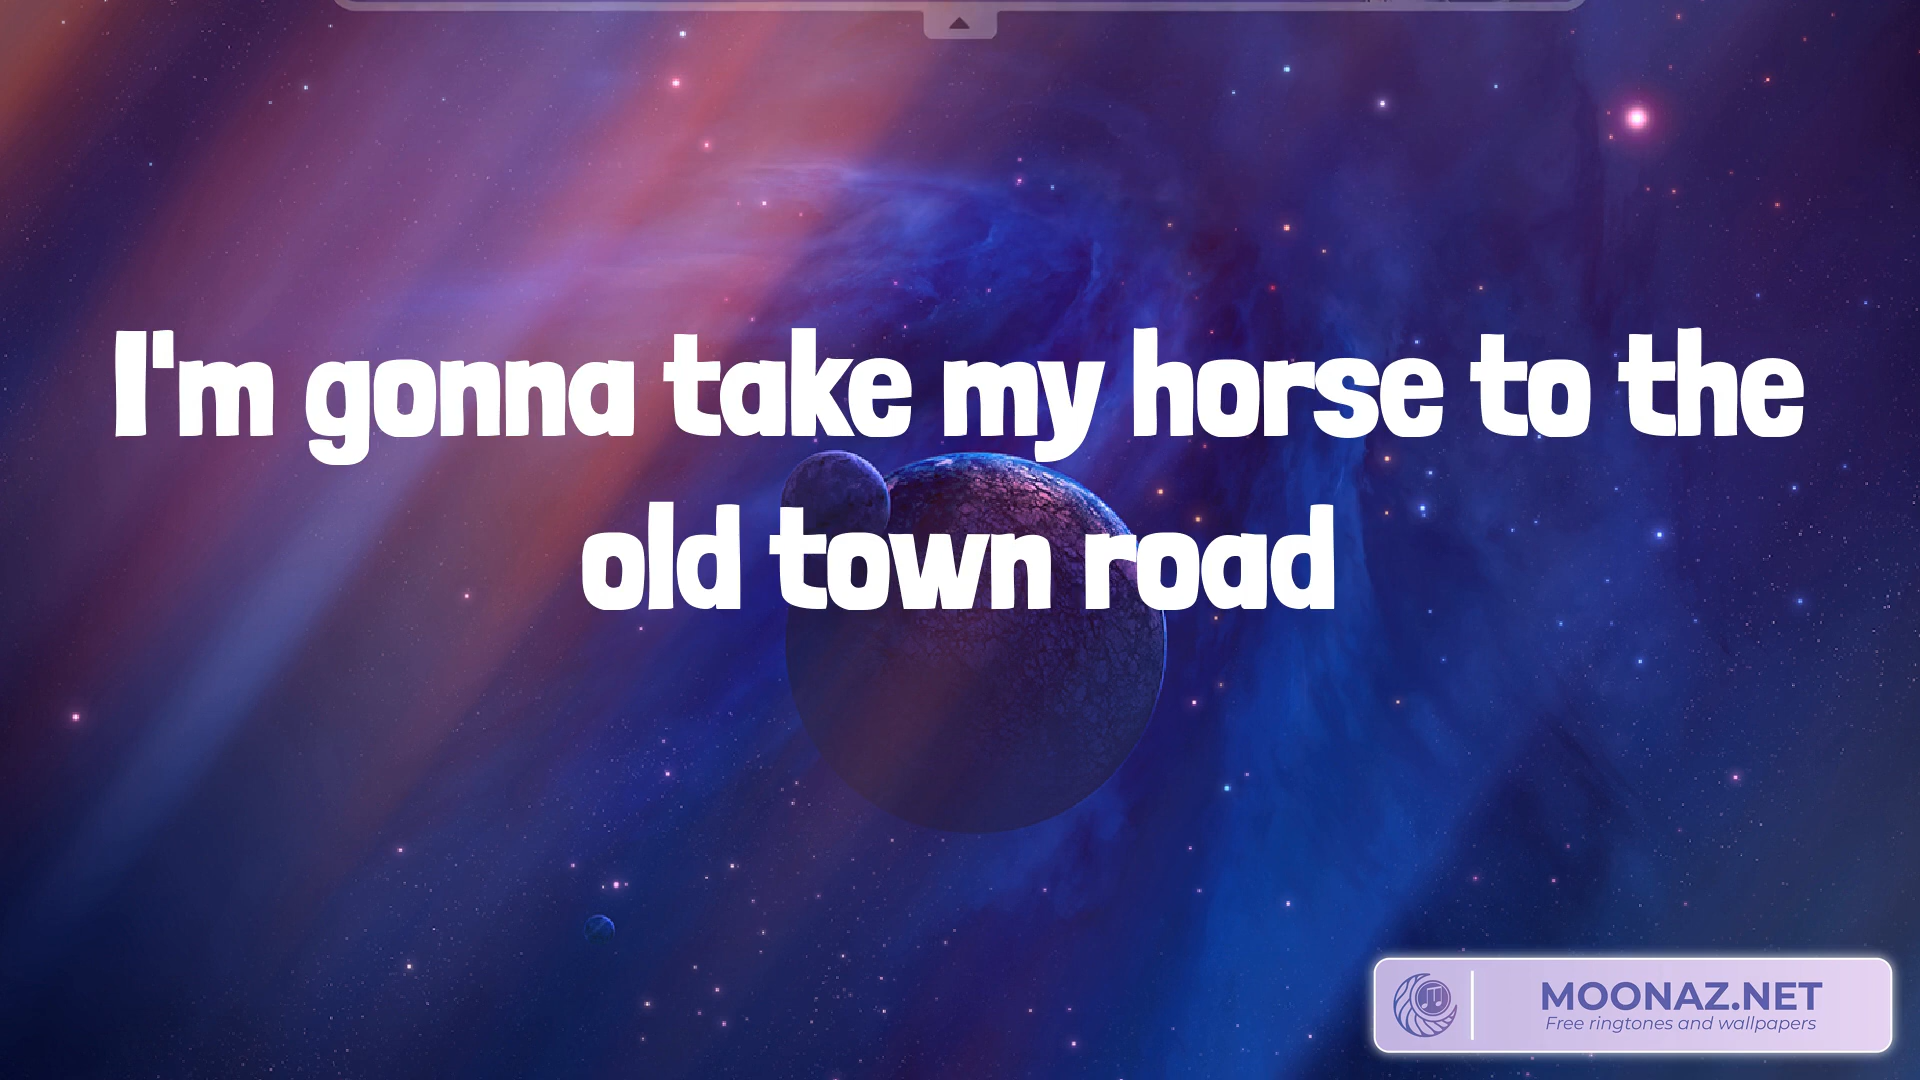 I'm gonna take my horse to the
old town road
MOONAZ.NET
Free ringtones and wallpapers